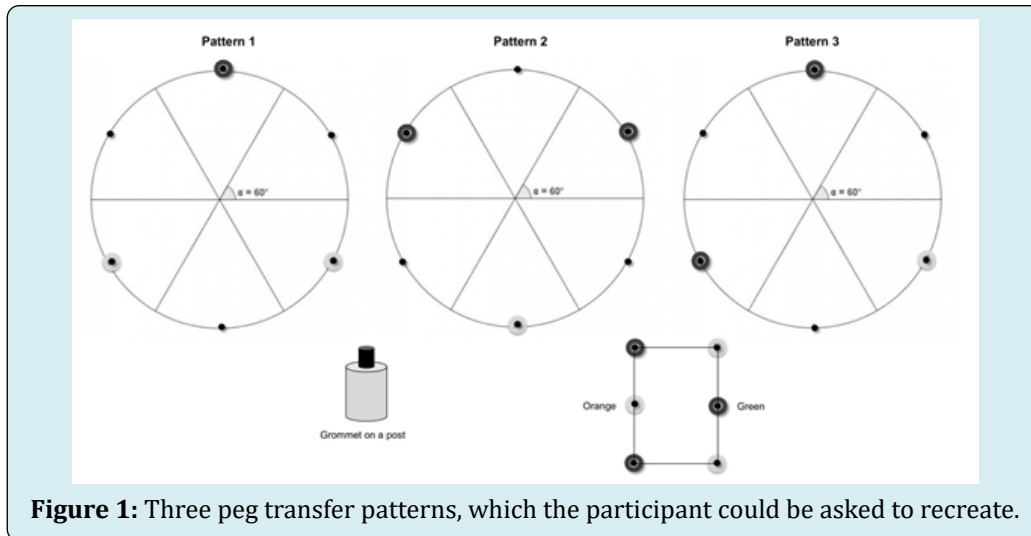 Pattern 1
Pattern 2
Pattern 3
α = 60°
α = 60°
α = 60°
Orange
Green
Grommet on a post
Figure 1: Three peg transfer patterns, which the participant could be asked to recreate.